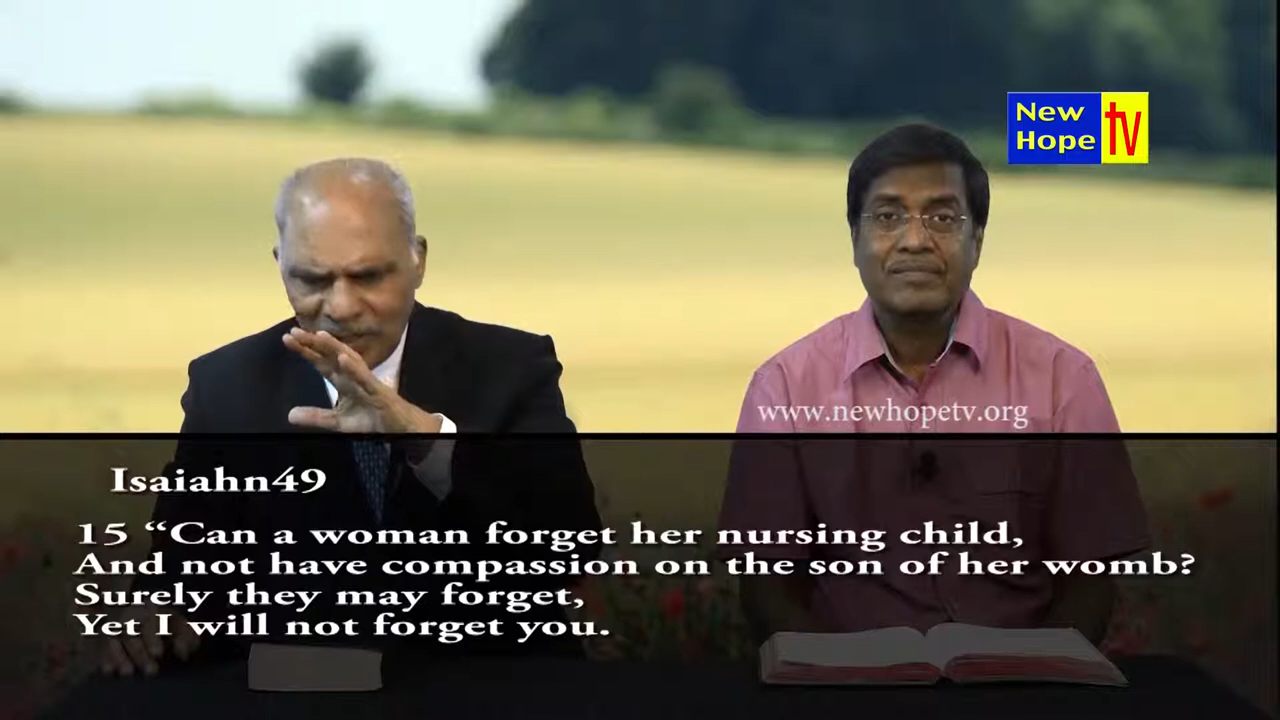 New
Hope
tv
www.newhopetv.org
Isaiahn49
15 “Can a woman forget her nursing child,
And not have compassion on the son of her womb?
Surely they may forget,
Yet I will not forget you.